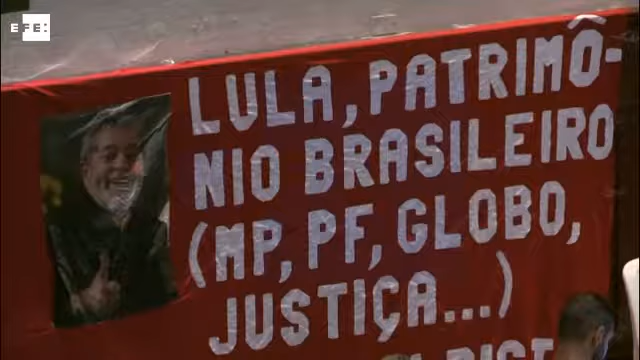 EFE:
LULA, PATRIMÔ-
NIO BRASILEIRO
(MP, PF, GLOBO,
JUSTIÇA...)